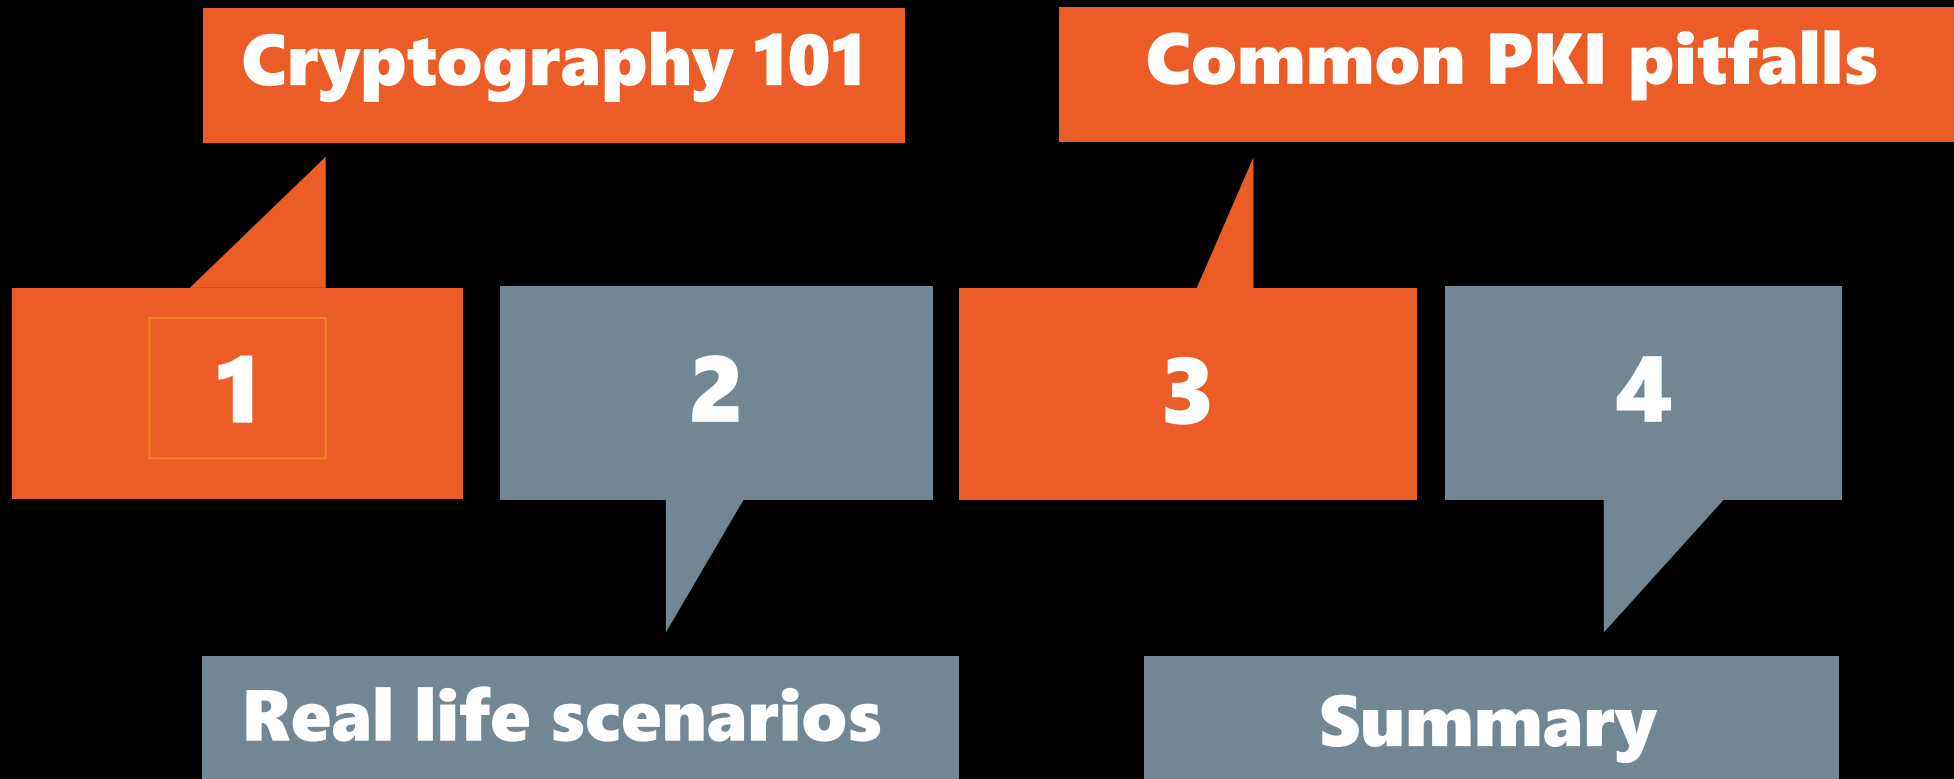 Cryptography 101
Common PKI pitfalls
1
2
3
4
Real life scenarios
Summary